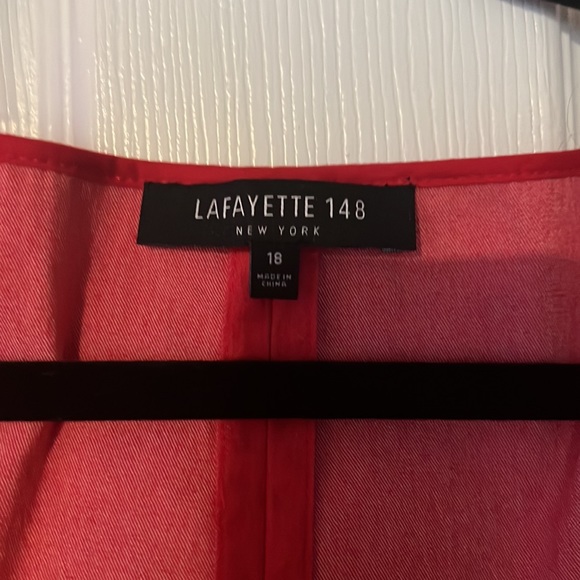 LAFAYETTE 148
NEW YORK
18
MADE IN
CHINA